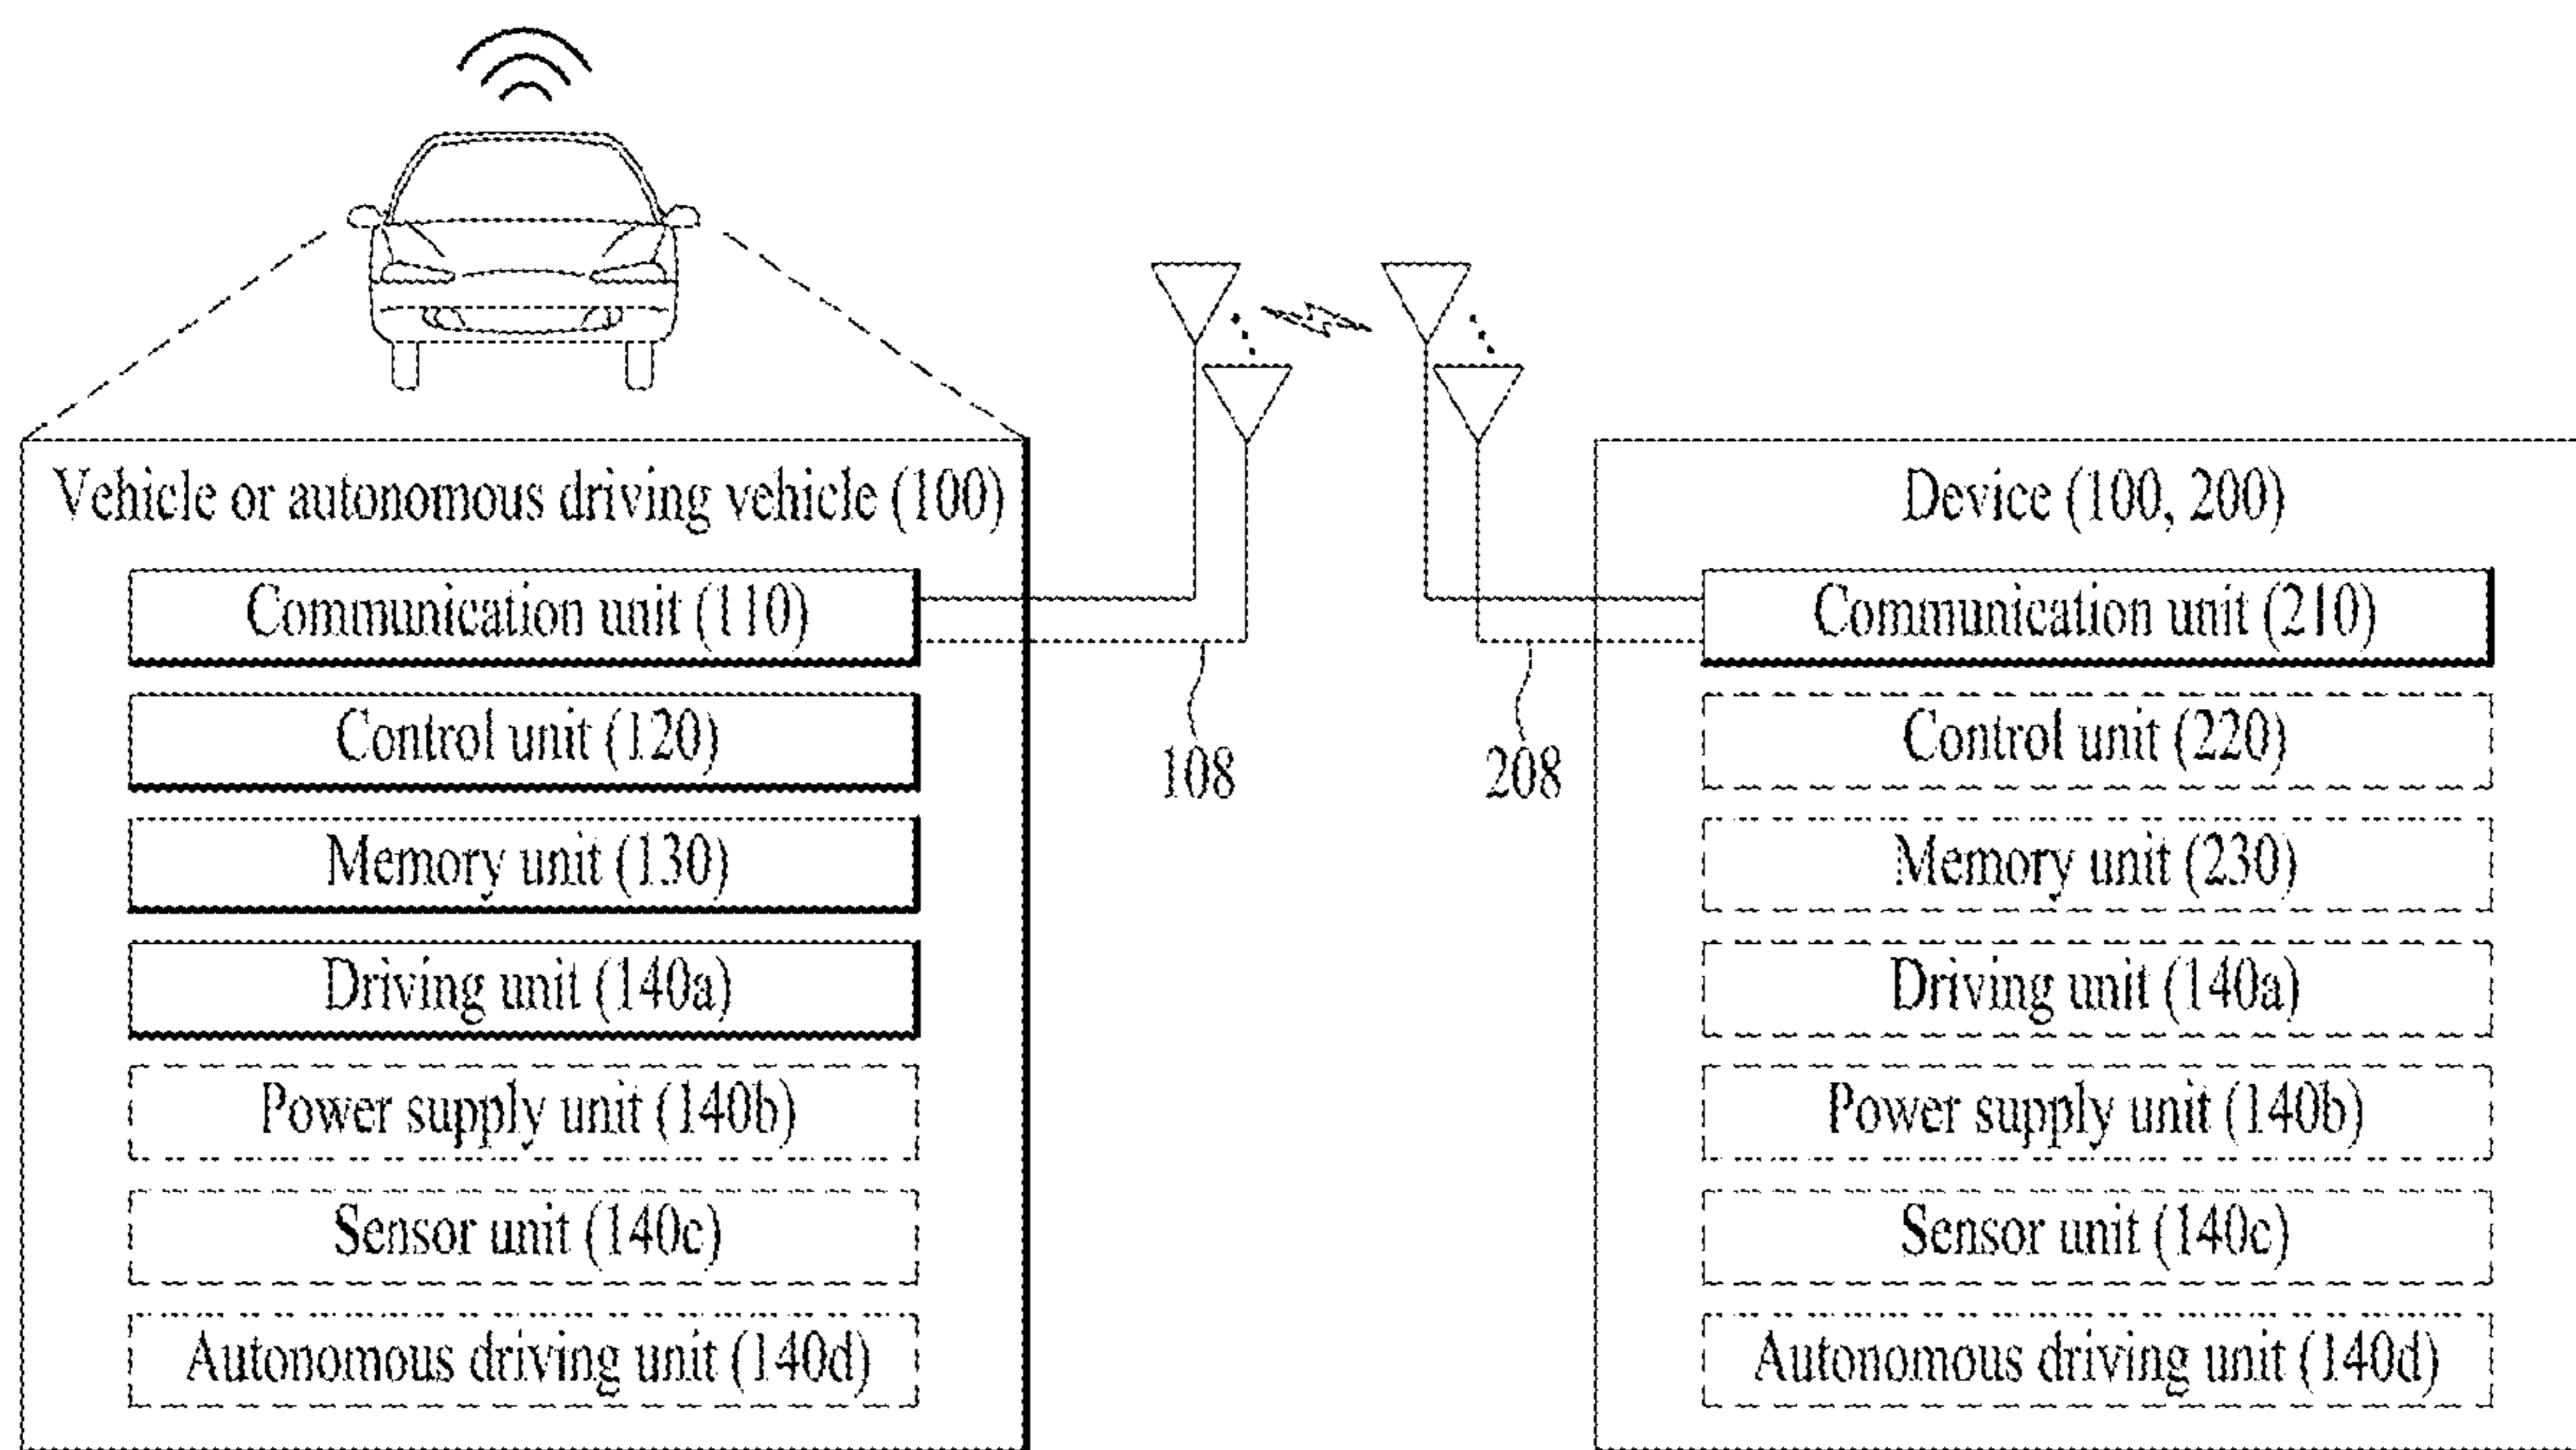 Vehicle or autonomous driving vehicle (100)
Communication unit (110)
Control unit (120)
Memory unit (130)
Driving unit (140a)
Power supply unit (140b)
Sensor unit (140c)
Autonomous driving unit (140d)
108
208
Device (100, 200)
Communication unit (210)
Control unit (220)
Memory unit (230)
Driving unit (140a)
Power supply unit (140b)
Sensor unit (140c)
Autonomous driving unit (140d)